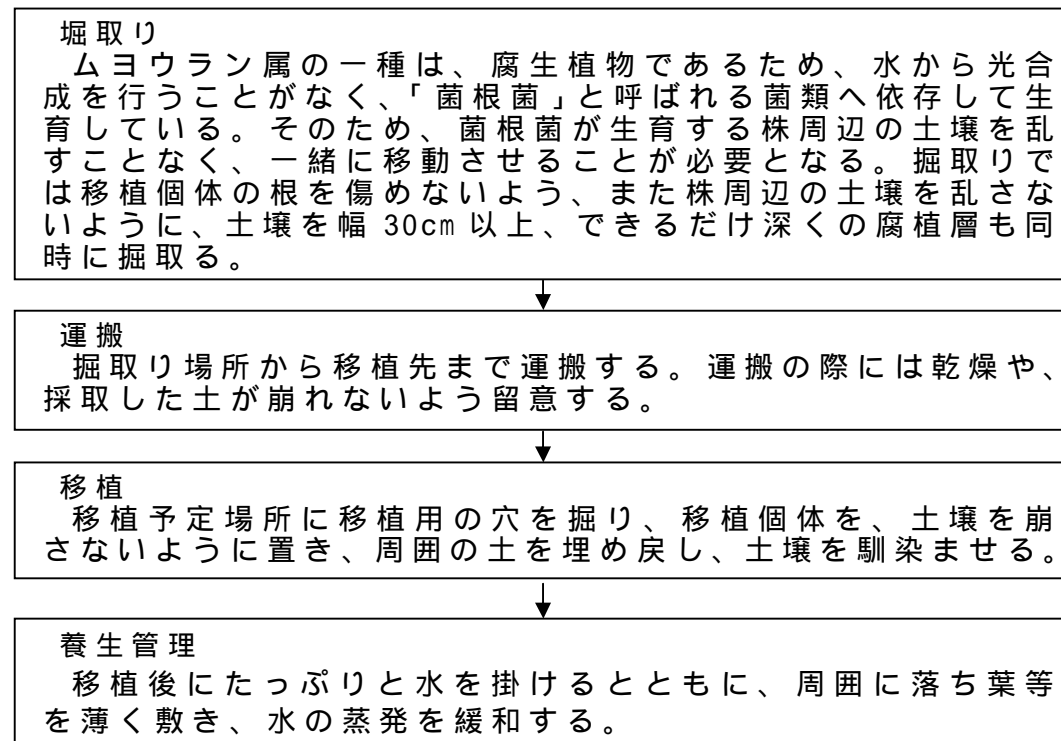 堀取り
ムヨウラン属の一種は、腐生植物であるため、水から光合
成を行うことがなく、「菌根菌」と呼ばれる菌類へ依存して生
育している。そのため、菌根菌が生育する株周辺の土壌を乱
すことなく、一緒に移動させることが必要となる。掘取りで
は移植個体の根を傷めないよう、また株周辺の土壌を乱さな
いように、土壌を幅 30cm 以上、できるだけ深くの腐植層も同
時に掘取る。
運搬
掘取り場所から移植先まで運搬する。運搬の際には乾燥や、
採取した土が崩れないよう留意する。
移植
移植予定場所に移植用の穴を掘り、移植個体を、土壌を崩
さないように置き、周囲の土を埋め戻し、土壌を馴染ませる。
養生管理
移植後にたっぷりと水を掛けるとともに、周囲に落ち葉等
を薄く敷き、水の蒸発を緩和する。